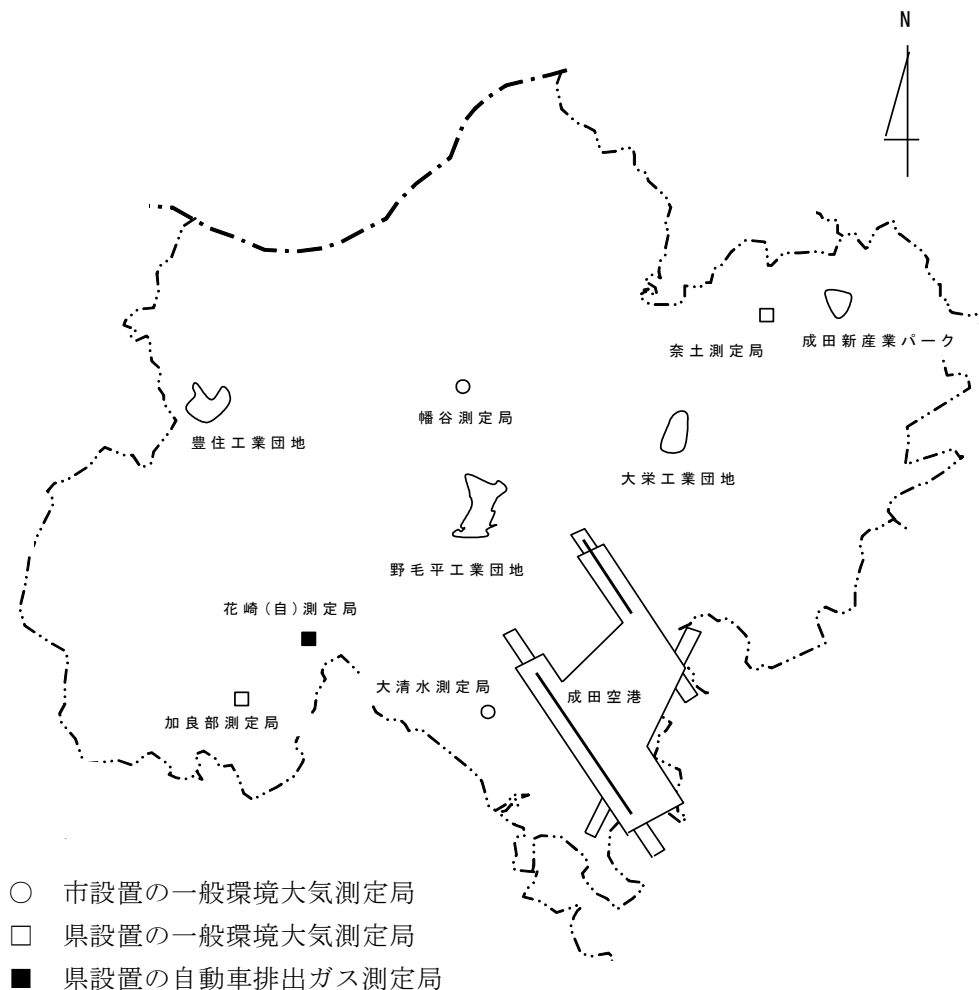 N
奈土測定局
成田新産業パーク
幡谷測定局
豊住工業団地
大栄工業団地
野毛平工業団地
花崎(自)測定局
大清水測定局
成田空港
加良部測定局
○ 市設置の一般環境大気測定局
□ 県設置の一般環境大気測定局
■ 県設置の自動車排出ガス測定局